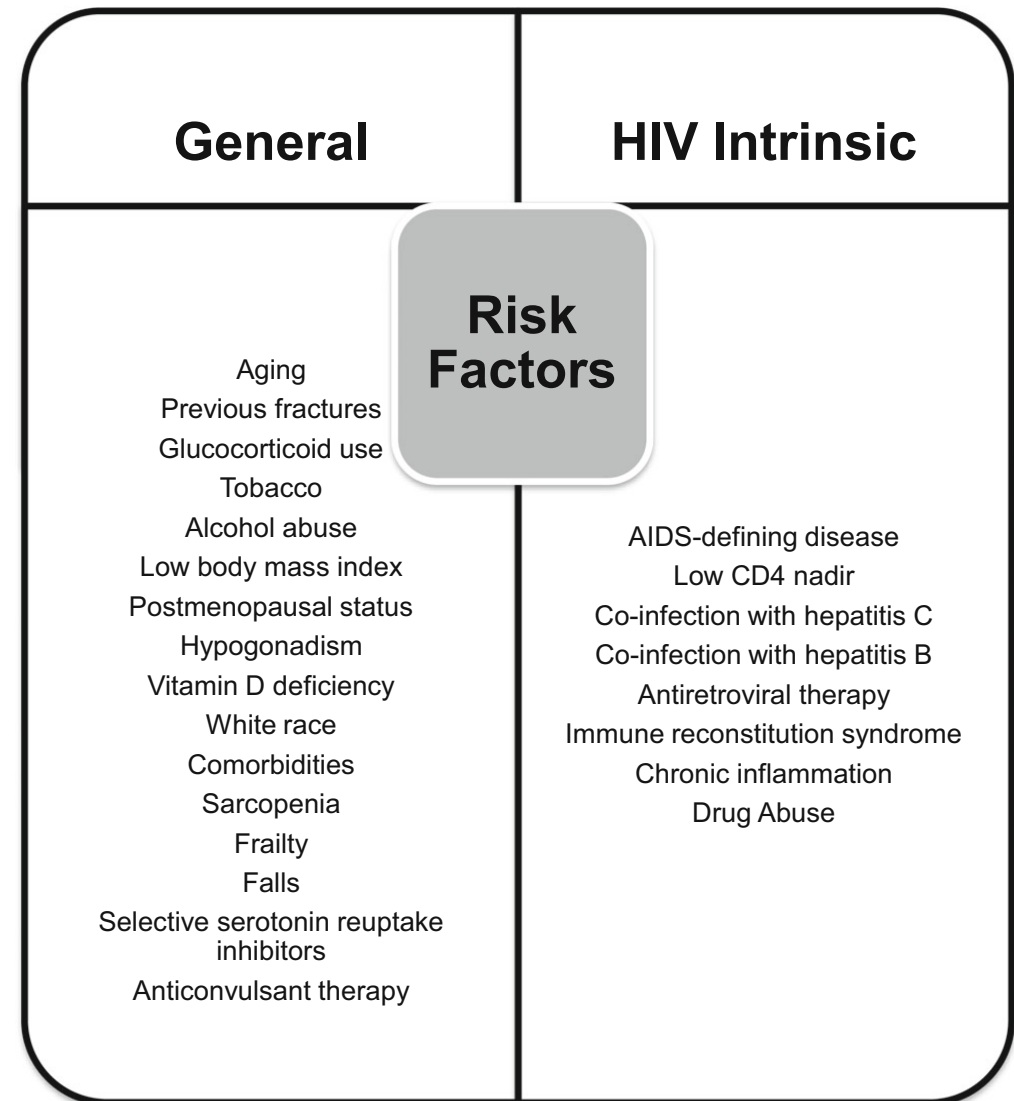 General
HIV Intrinsic
Risk
Factors
Aging
Previous fractures
Glucocorticoid use
Tobacco
Alcohol abuse
Low body mass index
Postmenopausal status
Hypogonadism
Vitamin D deficiency
White race
Comorbidities
Sarcopenia
Frailty
Falls
Selective serotonin reuptake
inhibitors
Anticonvulsant therapy
AIDS-defining disease
Low CD4 nadir
Co-infection with hepatitis C
Co-infection with hepatitis B
Antiretroviral therapy
Immune reconstitution syndrome
Chronic inflammation
Drug Abuse